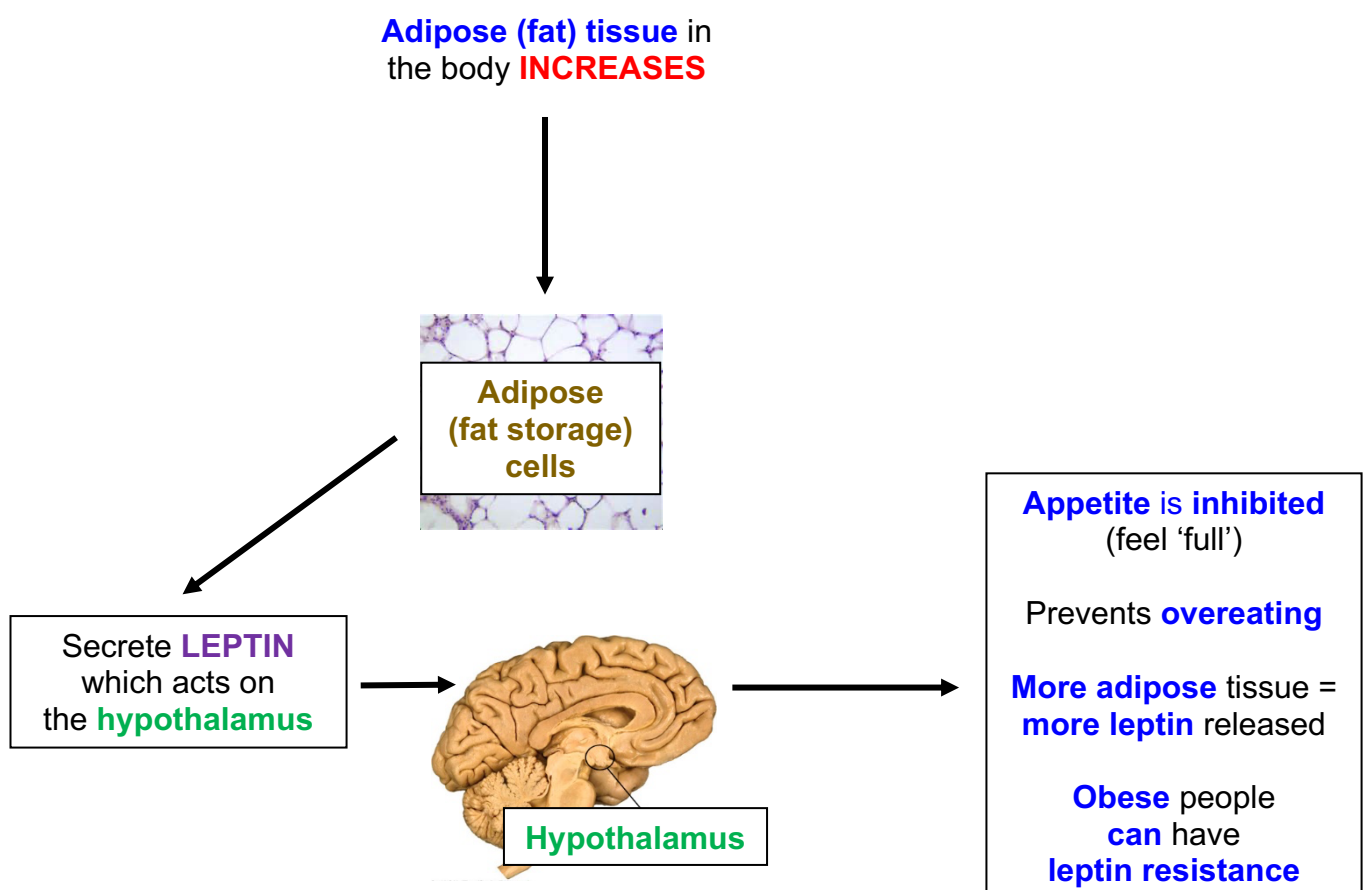 Adipose (fat) tissue in
the body INCREASES
Adipose
(fat storage)
cells
Secrete LEPTIN
which acts on
the hypothalamus
Hypothalamus
Appetite is inhibited
(feel ‘full’)
Prevents overeating
More adipose tissue =
more leptin released
Obese people
can have
leptin resistance